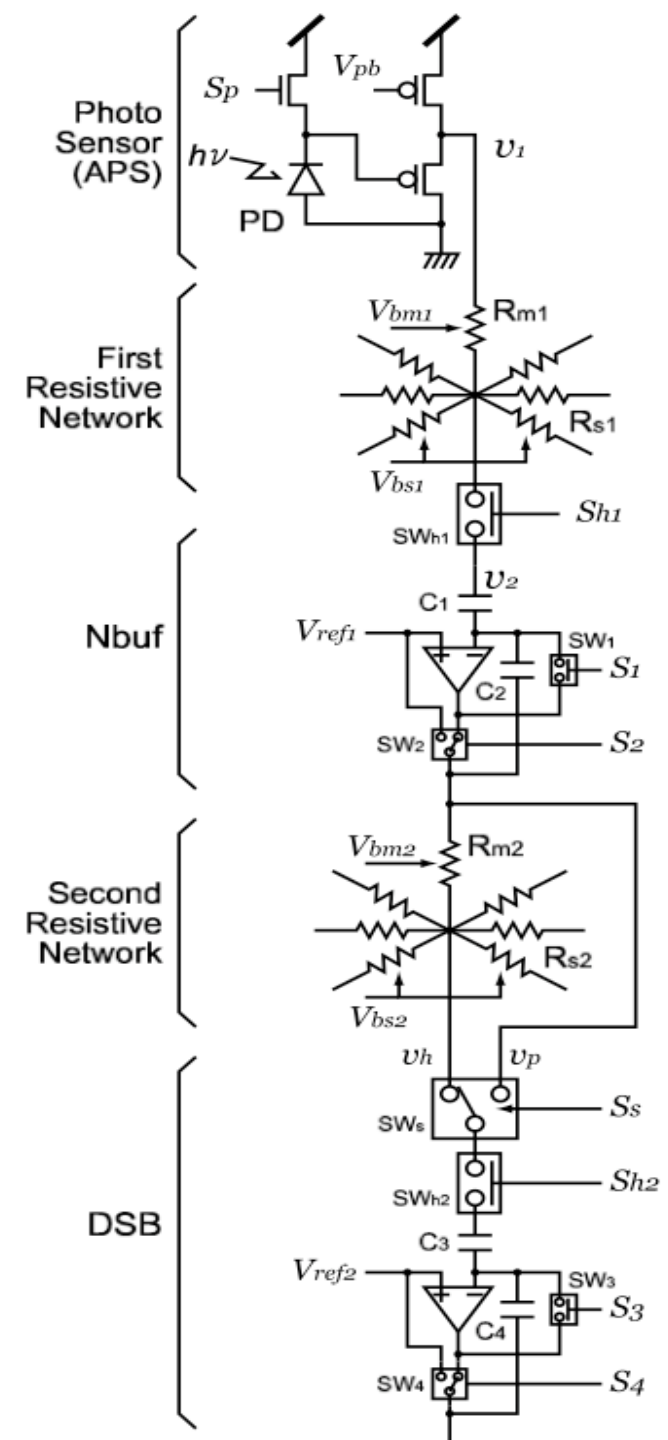 Photo
Sensor
(APS)
Sp
Vpb
hν
PD
v1
First
Resistive
Network
Vbm1
Rm1
Rs1
Vbs1
SWh1
Sh1
Nbuf
v2
C1
Vref1
+
−
C2
SW1
S1
SW2
S2
Second
Resistive
Network
Vbm2
Rm2
Rs2
Vbs2
DSB
vh
vp
SWs
Ss
SWh2
Sh2
C3
Vref2
+
−
C4
SW3
S3
SW4
S4